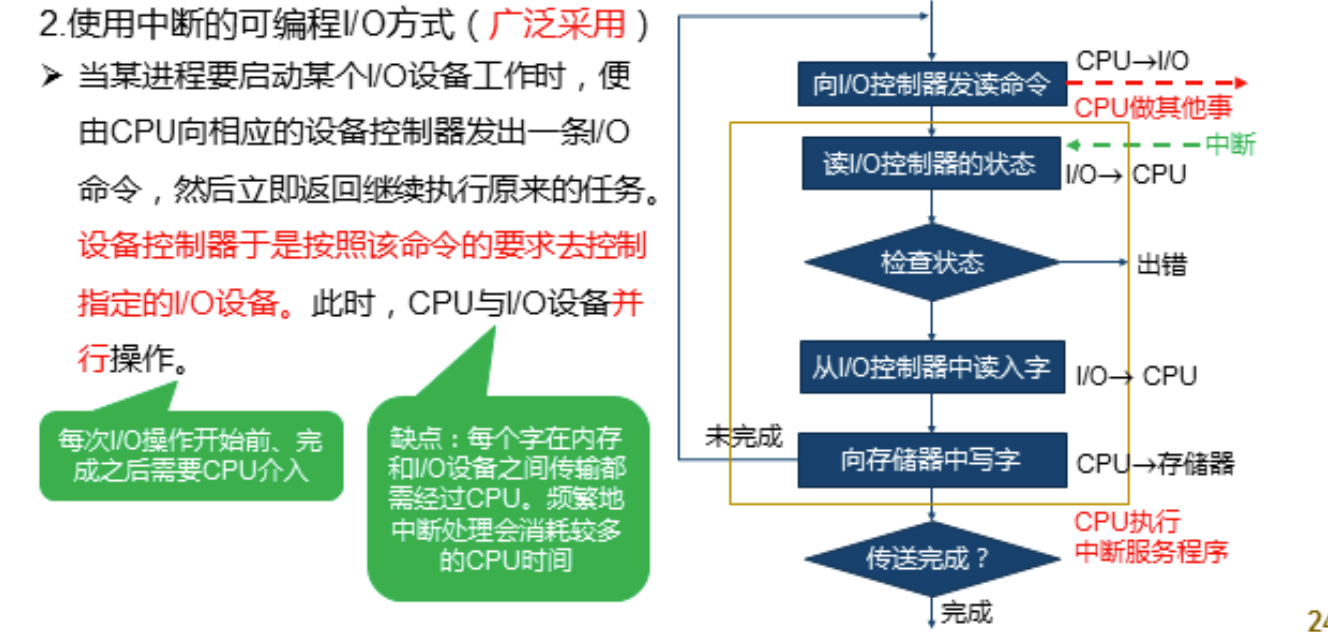 2.使用中断的可编程I/O方式（广泛采用）
➢ 当某进程要启动某个I/O设备工作时，便
由CPU向相应的设备控制器发出一条I/O
命令，然后立即返回继续执行原来的任务。
设备控制器于是按照该命令的要求去控制
指定的I/O设备。此时，CPU与I/O设备并
行操作。
每次I/O操作开始前、完
成之后需要CPU介入
缺点：每个字在内存
和I/O设备之间传输都
需经过CPU。频繁地
中断处理会消耗较多
的CPU时间
向I/O控制器发读命令
CPU→I/O
CPU做其他事
中断
读I/O控制器的状态
I/O→ CPU
检查状态
出错
从I/O控制器中读入字
I/O→ CPU
未完成
向存储器中写字
CPU→存储器
CPU执行
中断服务程序
传送完成？
完成
24